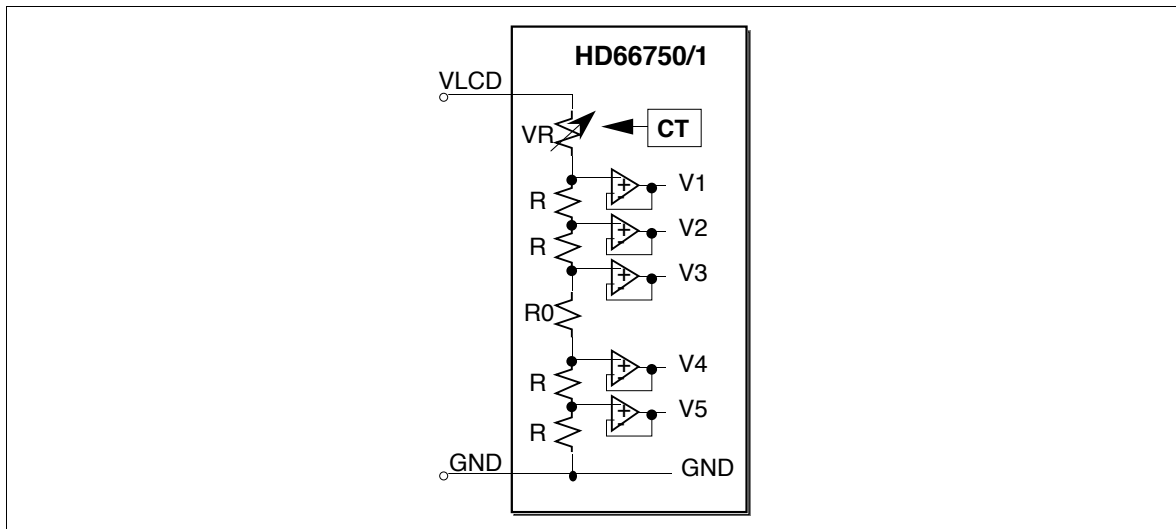 HD66750/1
VLCD
VR
CT
+
-
V1
R
+
-
V2
R
+
-
V3
R0
+
-
V4
R
+
-
V5
R
GND
GND